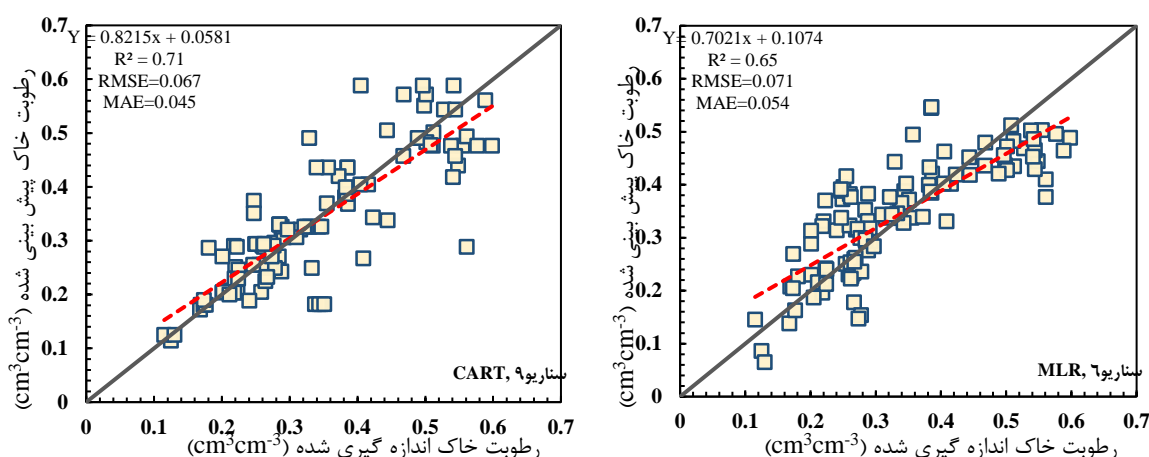 0.7
0.6
0.5
0.4
0.3
0.2
0.1
0
Y = 0.8215x + 0.0581
R² = 0.71
RMSE=0.067
MAE=0.045
CART, سناریو۹
رطوبت خاک پیش بینی شده (cm³cm⁻³)
0 0.1 0.2 0.3 0.4 0.5 0.6 0.7
رطوبت خاک اندازه گیری شده (cm³cm⁻³)
0.7
0.6
0.5
0.4
0.3
0.2
0.1
0
Y= 0.7021x + 0.1074
R² = 0.65
RMSE=0.071
MAE=0.054
MLR, سناریو٦
رطوبت خاک پیش بینی شده (cm³cm⁻³)
0 0.1 0.2 0.3 0.4 0.5 0.6 0.7
رطوبت خاک اندازه گیری شده (cm³cm⁻³)